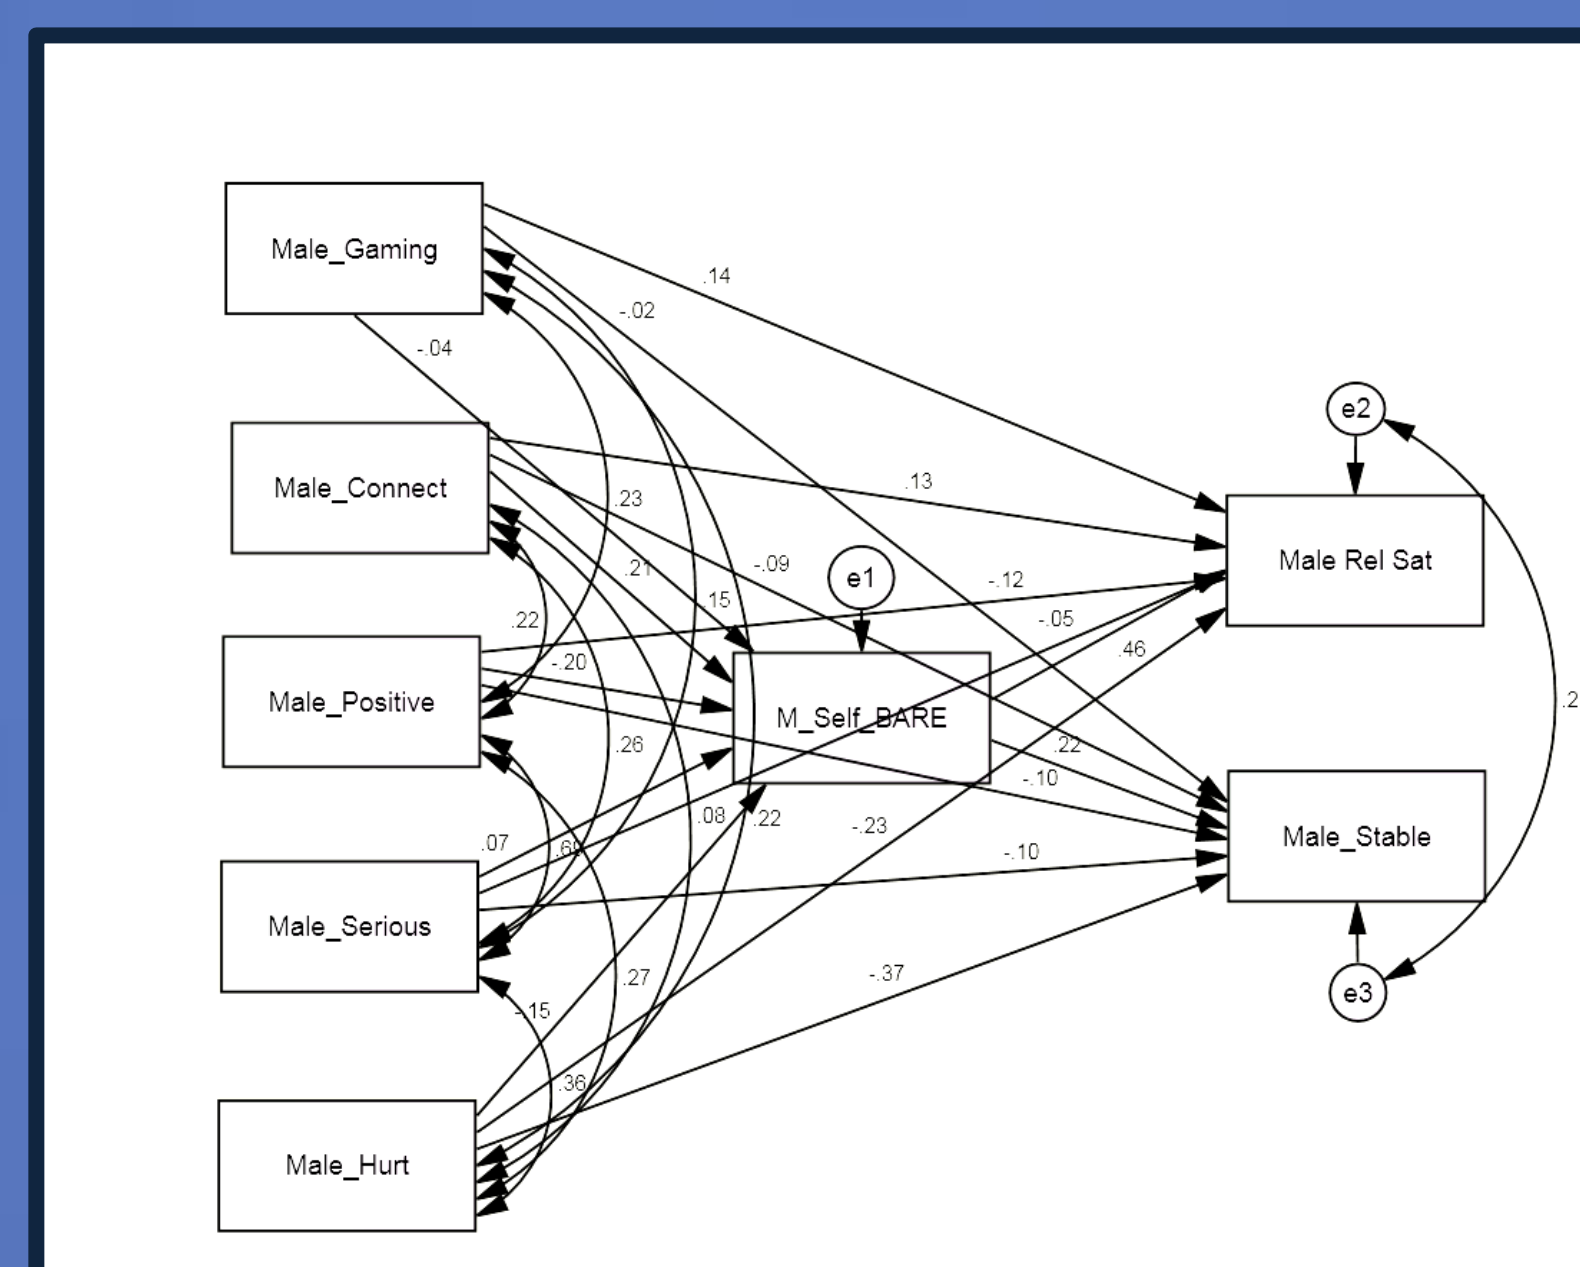 Male_Gaming
.14
-.02
-.04
e2
Male_Connect
.13
.23
Male Rel Sat
-.09
.21
e1
-.12
.15
.22
-.05
.46
-.20
Male_Positive
M_Self_BARE
.26
.22
-.10
.08
.22
-.23
Male_Stable
.07
-.10
Male_Serious
.27
-.37
e3
-.15
.36
Male_Hurt